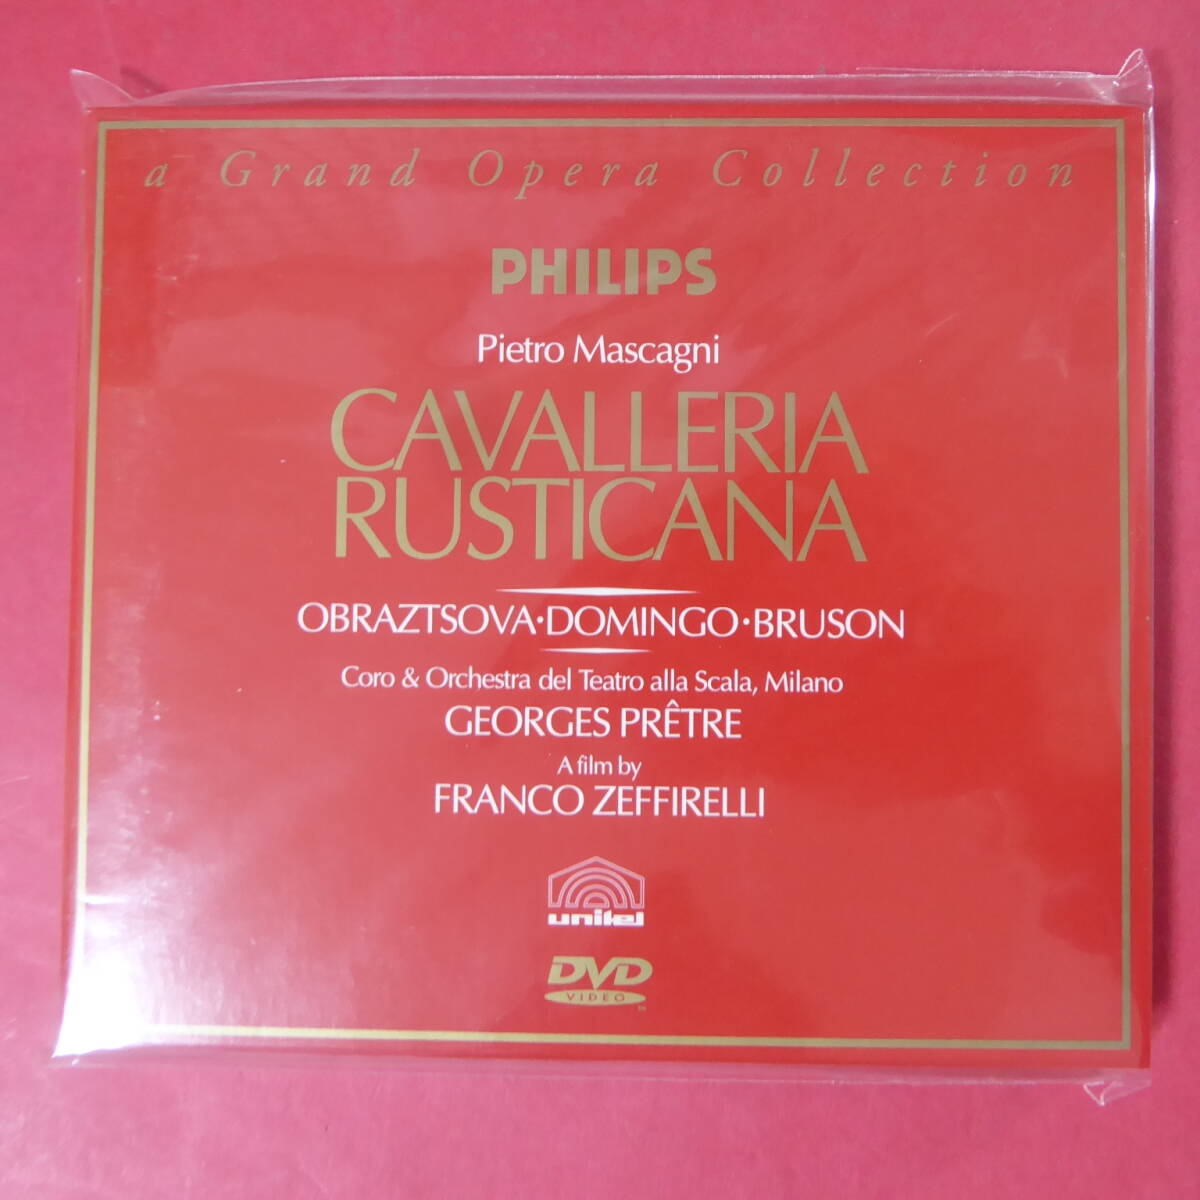 a Grand Opera Collection
PHILIPS
Pietro Mascagni
CAVALLERIA
RUSTICANA
OBRAZTSOVA•DOMINGO•BRUSON
Coro & Orchestra del Teatro alla Scala, Milano
GEORGES PRÊTRE
A film by
FRANCO ZEFFIRELLI
unitel
DVD
VIDEO